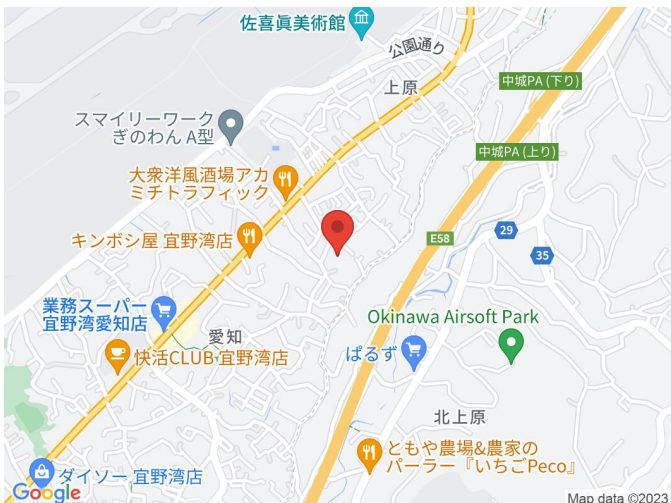 佐喜眞美術館
公園通り
上原
中城PA (下り)
スマイリーワーク
ぎのわん A型
中城PA (上り)
大衆洋風酒場アカ
ミチトラフィック
キンボシ屋 宜野湾店
E58
29
35
業務スーパー
宜野湾愛知店
愛知
Okinawa Airsoft Park
快活CLUB 宜野湾店
ぱるず
北上原
ともや農場&農家の
パーラー『いちごPeco』
ダイソー 宜野湾店
Google
Map data ©2023